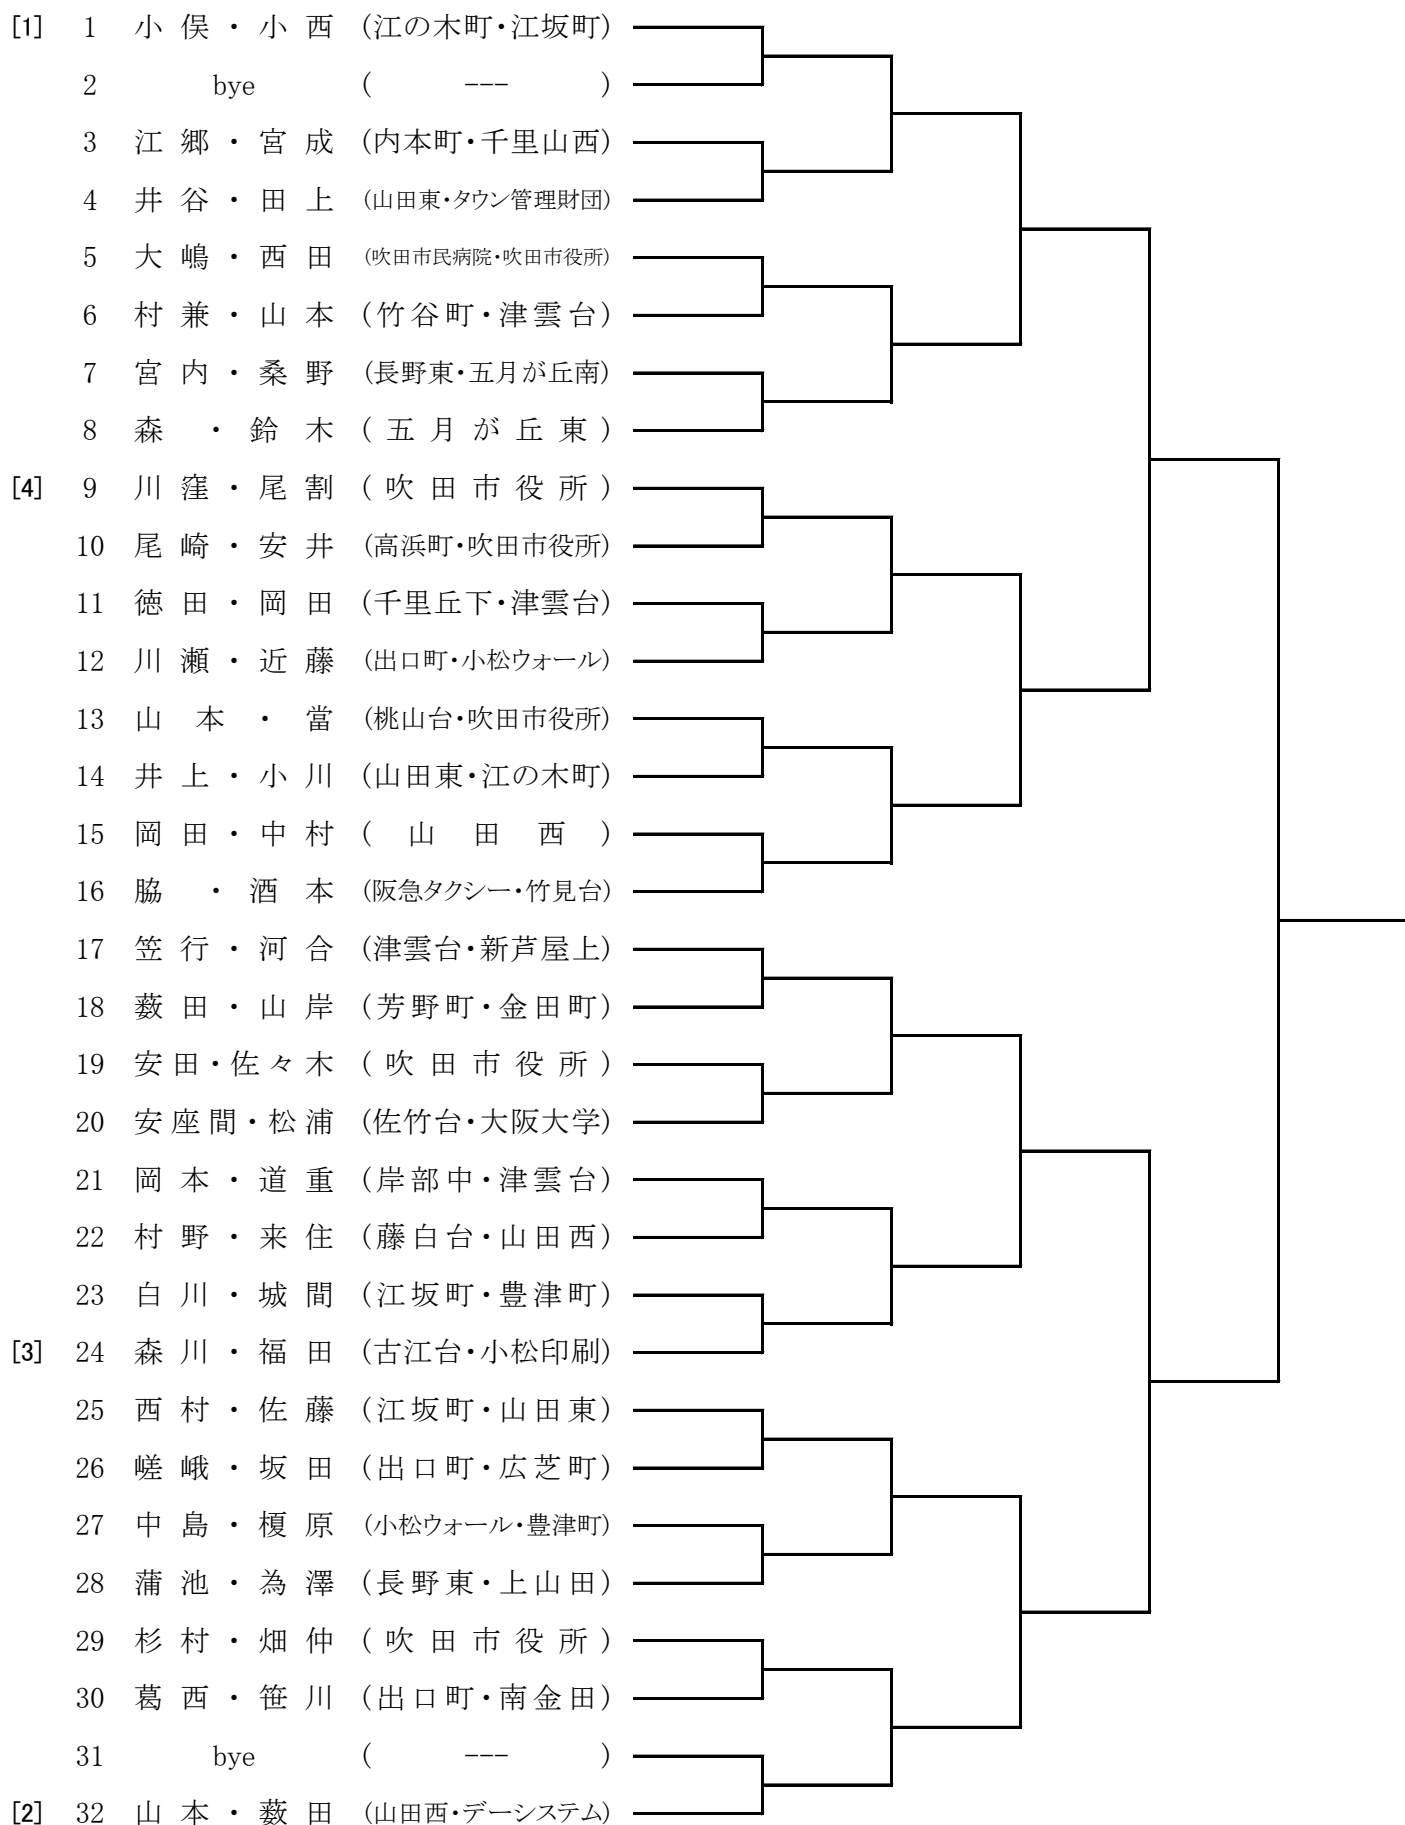 [1] 1 小俣・小西 (江の木町・江坂町)
2 bye ( --- )
3 江郷・宮成 (内本町・千里山西)
4 井谷・田上 (山田東・タウン管理財団)
5 大嶋・西田 (吹田市民病院・吹田市役所)
6 村兼・山本 (竹谷町・津雲台)
7 宮内・桑野 (長野東・五月が丘南)
8 森・鈴木 (五月が丘東)
[4] 9 川窪・尾割 (吹田市役所)
10 尾崎・安井 (高浜町・吹田市役所)
11 徳田・岡田 (千里丘下・津雲台)
12 川瀬・近藤 (出口町・小松ウォール)
13 山本・當 (桃山台・吹田市役所)
14 井上・小川 (山田東・江の木町)
15 岡田・中村 (山田西)
16 脇・酒本 (阪急タクシー・竹見台)
17 笠行・河合 (津雲台・新芦屋上)
18 薮田・山岸 (芳野町・金田町)
19 安田・佐々木 (吹田市役所)
20 安座間・松浦 (佐竹台・大阪大学)
21 岡本・道重 (岸部中・津雲台)
22 村野・来住 (藤白台・山田西)
23 白川・城間 (江坂町・豊津町)
[3] 24 森川・福田 (古江台・小松印刷)
25 西村・佐藤 (江坂町・山田東)
26 嵯峨・坂田 (出口町・広芝町)
27 中島・榎原 (小松ウォール・豊津町)
28 蒲池・為澤 (長野東・上山田)
29 杉村・畑仲 (吹田市役所)
30 葛西・笹川 (出口町・南金田)
31 bye ( --- )
[2] 32 山本・薮田 (山田西・デーシステム)